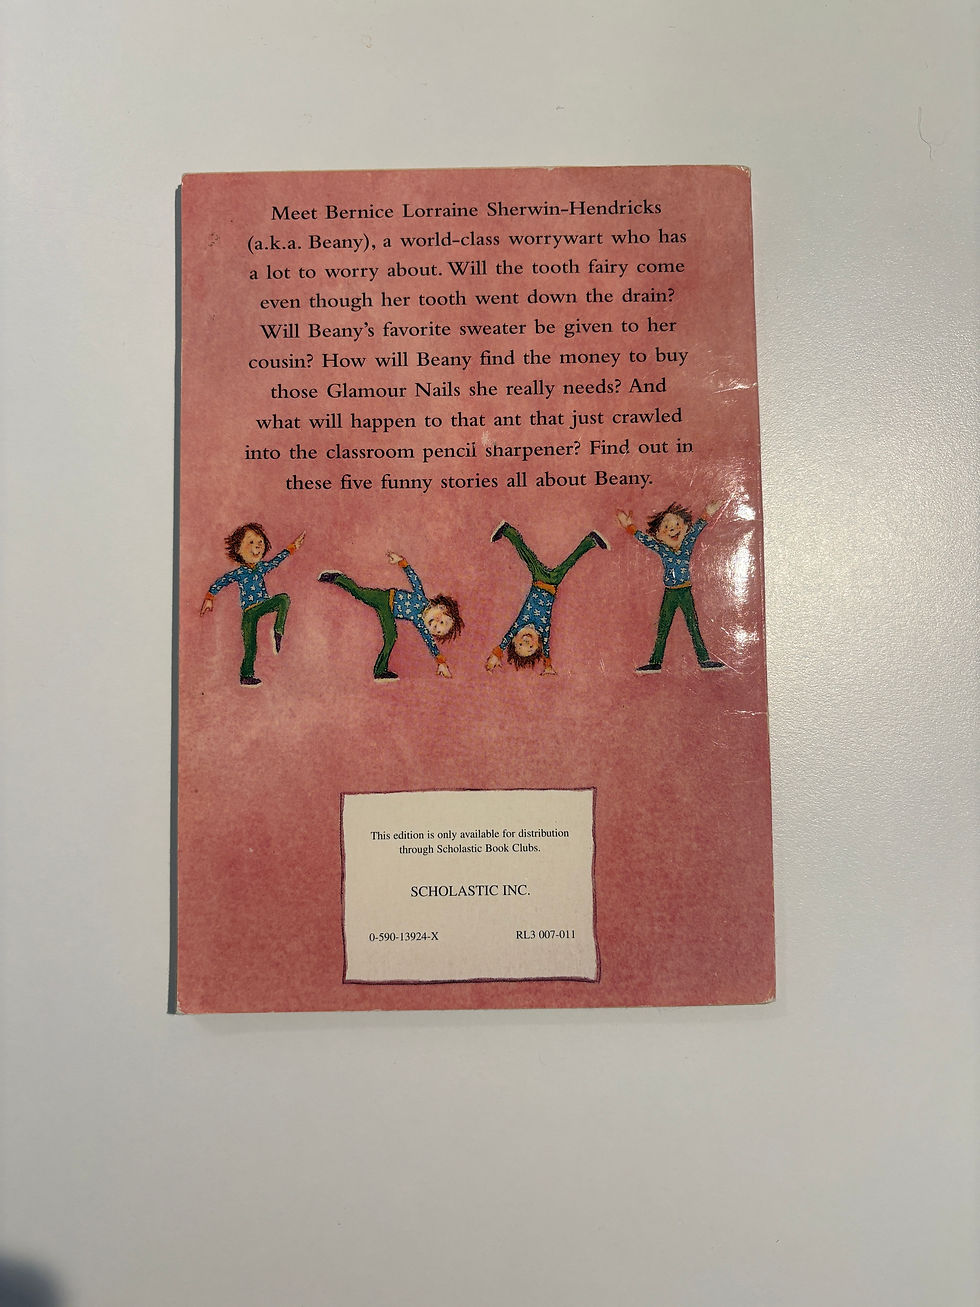 Meet Bernice Lorraine Sherwin-Hendricks
(a.k.a. Beany), a world-class worrywart who has
a lot to worry about. Will the tooth fairy come
even though her tooth went down the drain?
Will Beany's favorite sweater be given to her
cousin? How will Beany find the money to buy
those Glamour Nails she really needs? And
what will happen to that ant that just crawled
into the classroom pencil sharpener? Find out in
these five funny stories all about Beany.
This edition is only available for distribution
through Scholastic Book Clubs.
SCHOLASTIC INC.
0-590-13924-X RL3 007-011